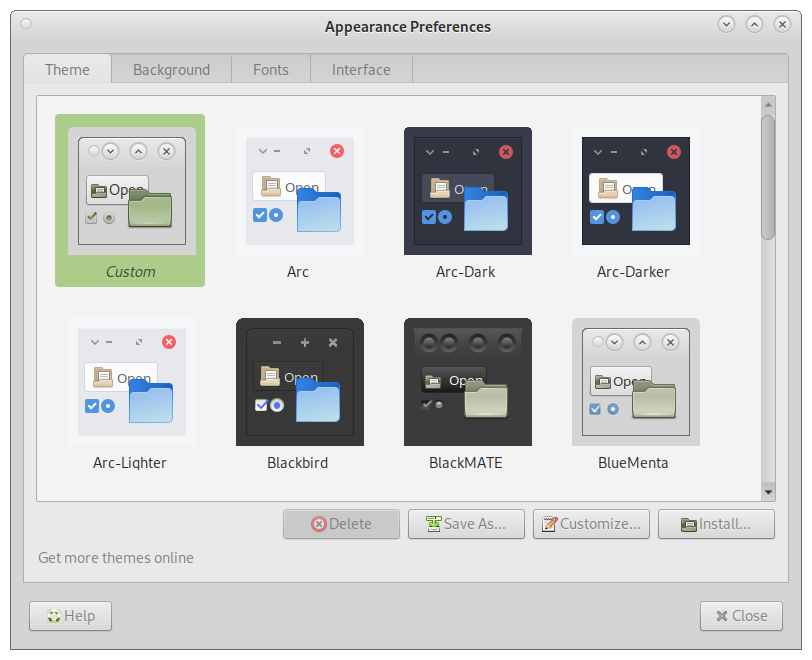 Appearance Preferences
Theme Background Fonts Interface
Open Open Open Open
Custom Arc Arc-Dark Arc-Darker
Open Open Open Open
Arc-Lighter Blackbird BlackMATE BlueMenta
Delete Save As... Customize... Install...
Get more themes online
Help Close